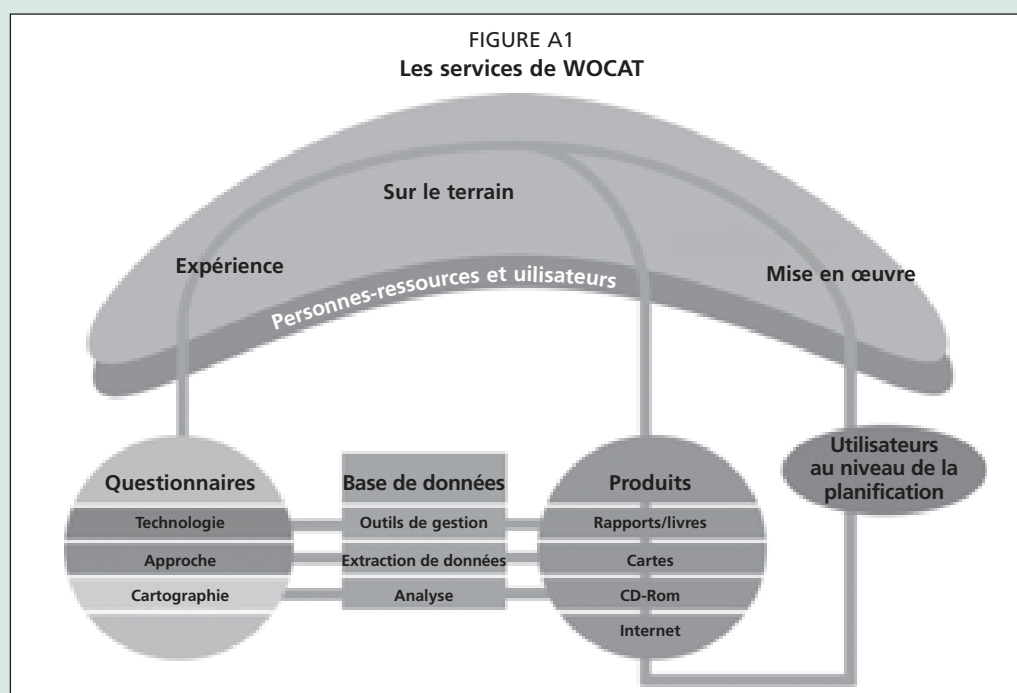 FIGURE A1
Les services de WOCAT
Sur le terrain
Expérience
Mise en œuvre
Personnes-ressources et uilisateurs
Utilisateurs
au niveau de la
planification
Questionnaires
Technologie
Approche
Cartographie
Base de données
Outils de gestion
Extraction de données
Analyse
Produits
Rapports/livres
Cartes
CD-Rom
Internet